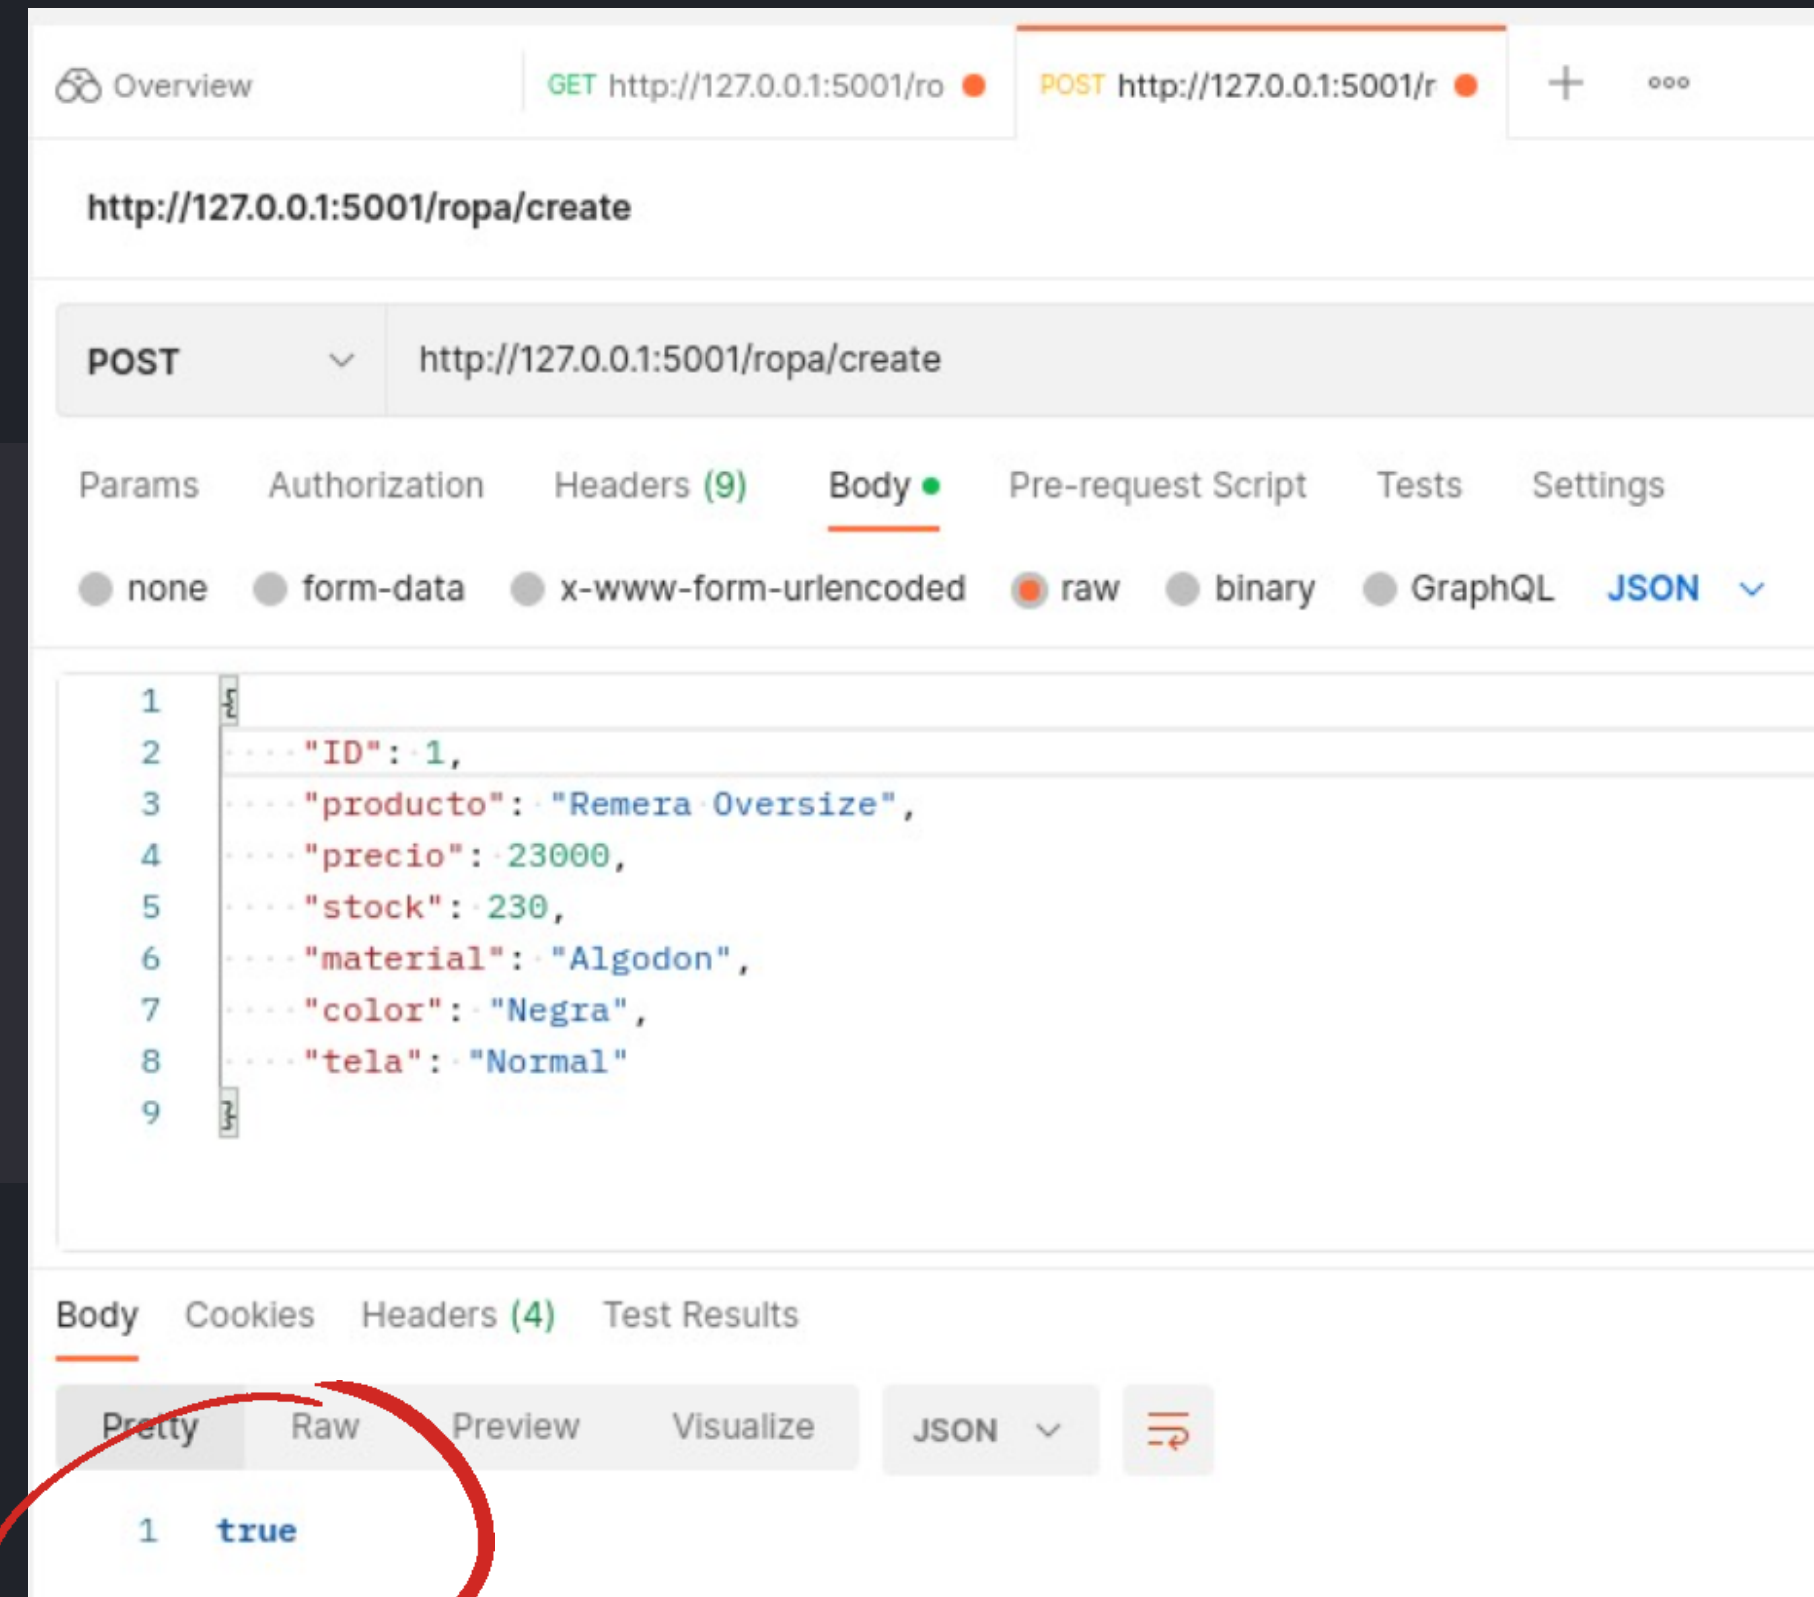 Overview GET http://127.0.0.1:5001/ro POST http://127.0.0.1:5001/r
http://127.0.0.1:5001/ropa/create
POST http://127.0.0.1:5001/ropa/create
Params Authorization Headers (9) Body Pre-request Script Tests Settings
none form-data x-www-form-urlencoded raw binary GraphQL JSON
1 {
2 "ID": 1,
3 "producto": "Remera Oversize",
4 "precio": 23000,
5 "stock": 230,
6 "material": "Algodon",
7 "color": "Negra",
8 "tela": "Normal"
9 }
Body Cookies Headers (4) Test Results
Pretty Raw Preview Visualize JSON
1 true